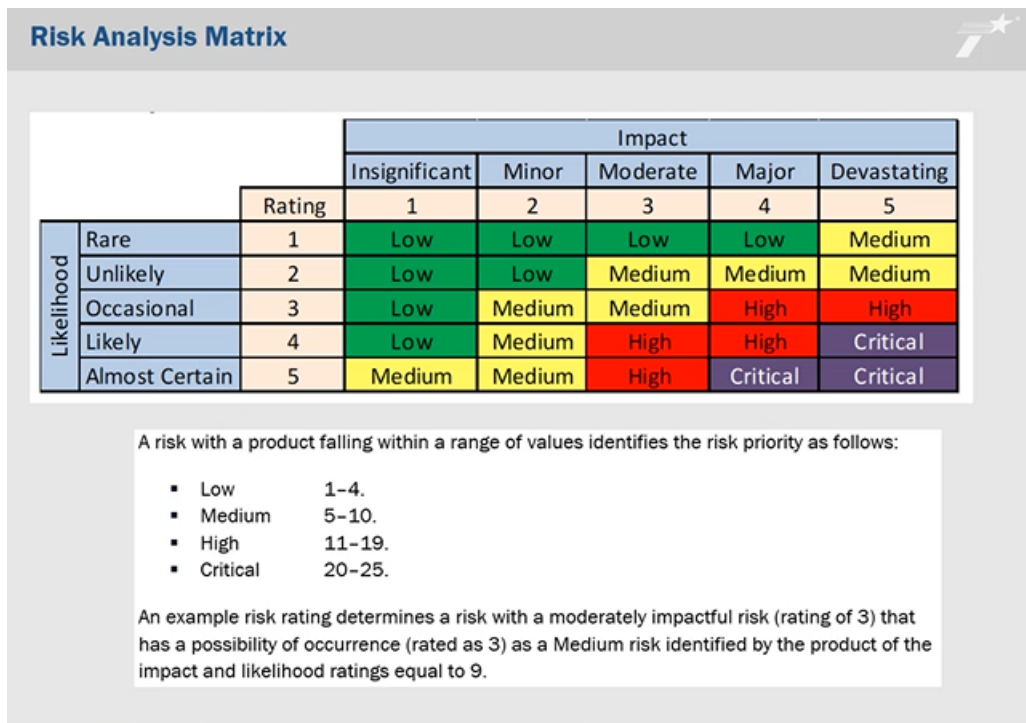 Risk Analysis Matrix
Impact
Insignificant Minor Moderate Major Devastating
Rating 1 2 3 4 5
Likelihood
Rare 1 Low Low Low Low Medium
Unlikely 2 Low Low Medium Medium Medium
Occasional 3 Low Medium Medium High High
Likely 4 Low Medium High High Critical
Almost Certain 5 Medium Medium High Critical Critical
A risk with a product falling within a range of values identifies the risk priority as follows:
▪ Low 1–4.
▪ Medium 5–10.
▪ High 11–19.
▪ Critical 20–25.
An example risk rating determines a risk with a moderately impactful risk (rating of 3) that
has a possibility of occurrence (rated as 3) as a Medium risk identified by the product of the
impact and likelihood ratings equal to 9.